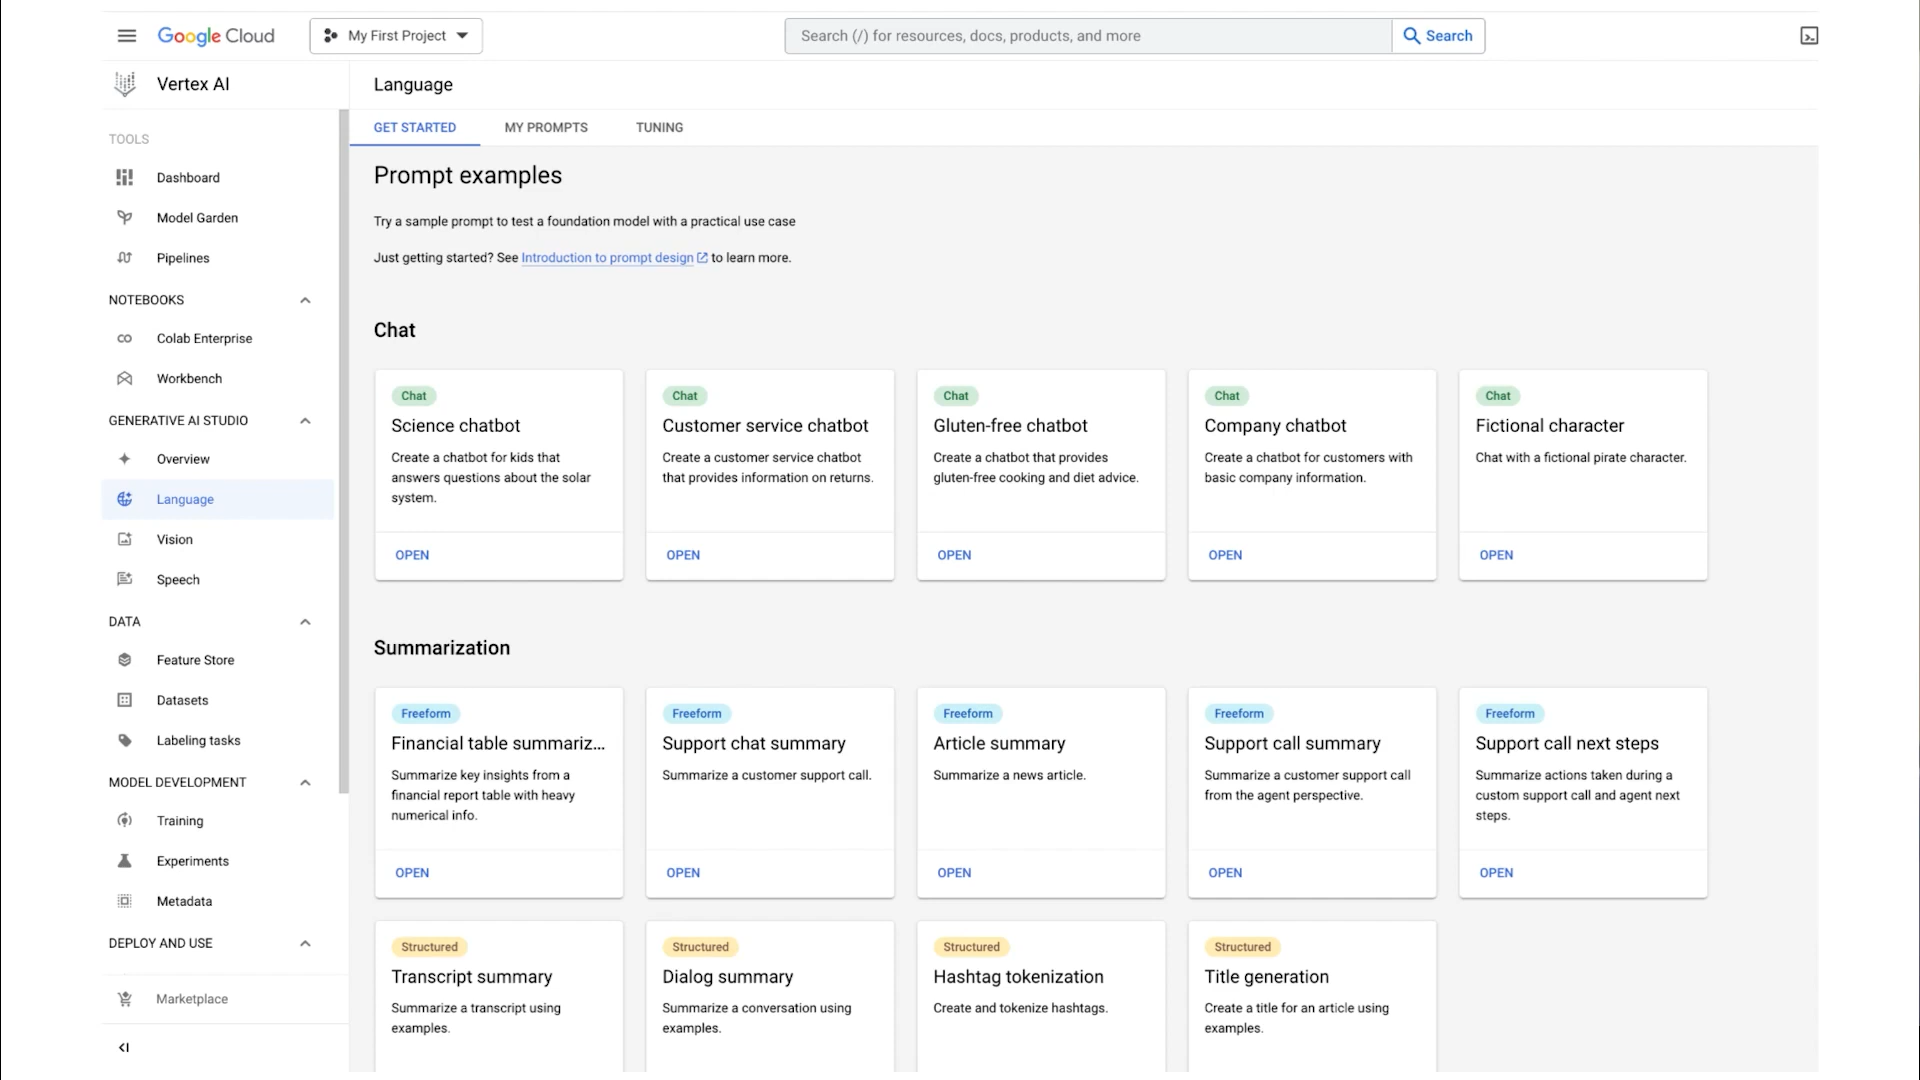 Google Cloud
My First Project
Search (/) for resources, docs, products, and more
Search
Vertex AI
TOOLS
Dashboard
Model Garden
Pipelines
NOTEBOOKS
Colab Enterprise
Workbench
GENERATIVE AI STUDIO
Overview
Language
Vision
Speech
DATA
Feature Store
Datasets
Labeling tasks
MODEL DEVELOPMENT
Training
Experiments
Metadata
DEPLOY AND USE
Marketplace
Language
GET STARTED
MY PROMPTS
TUNING
Prompt examples
Try a sample prompt to test a foundation model with a practical use case
Just getting started? See Introduction to prompt design to learn more.
Chat
Chat
Science chatbot
Create a chatbot for kids that
answers questions about the solar
system.
OPEN
Chat
Customer service chatbot
Create a customer service chatbot
that provides information on returns.
OPEN
Chat
Gluten-free chatbot
Create a chatbot that provides
gluten-free cooking and diet advice.
OPEN
Chat
Company chatbot
Create a chatbot for customers with
basic company information.
OPEN
Chat
Fictional character
Chat with a fictional pirate character.
OPEN
Summarization
Freeform
Financial table summariz...
Summarize key insights from a
financial report table with heavy
numerical info.
OPEN
Freeform
Support chat summary
Summarize a customer support call.
OPEN
Freeform
Article summary
Summarize a news article.
OPEN
Freeform
Support call summary
Summarize a customer support call
from the agent perspective.
OPEN
Freeform
Support call next steps
Summarize actions taken during a
custom support call and agent next
steps.
OPEN
Structured
Transcript summary
Summarize a transcript using
examples.
Structured
Dialog summary
Summarize a conversation using
examples.
Structured
Hashtag tokenization
Create and tokenize hashtags.
Structured
Title generation
Create a title for an article using
examples.